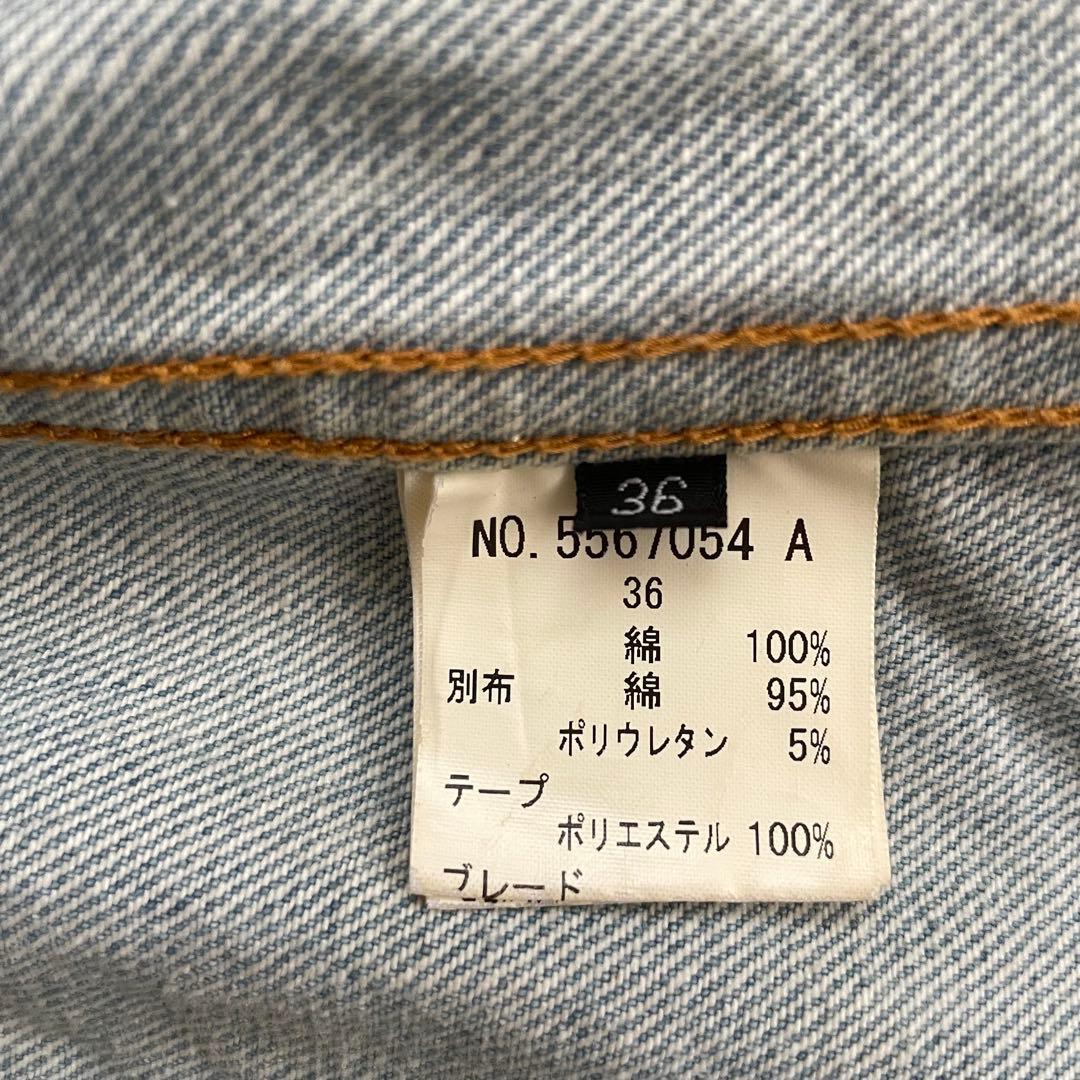 36
NO. 5567054 A
36
綿 100%
別布 綿 95%
ポリウレタン 5%
テープ
ポリエステル 100%
ブレード